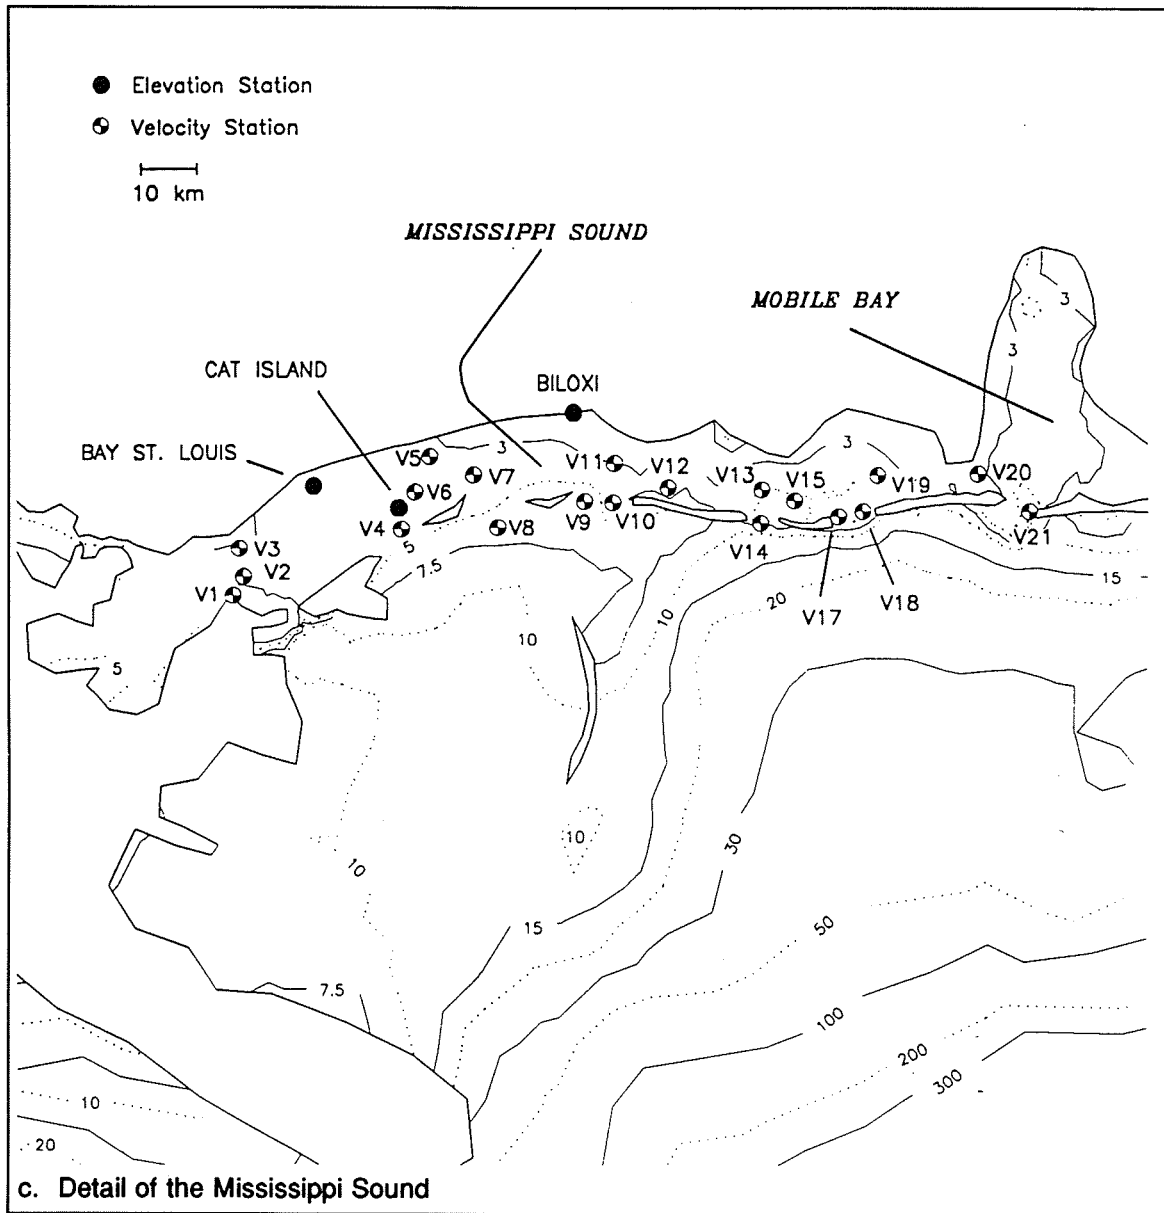 Elevation Station
Velocity Station
10 km
MISSISSIPPI SOUND
MOBILE BAY
3
3
CAT ISLAND
BILOXI
BAY ST. LOUIS
V5
3
V7
V11
V12
V13
3
V15
V19
V20
V6
V4
V8
V9
V10
V14
V21
5
7.5
V3
V2
V1
V17
V18
15
20
10
10
5
10
10
30
15
50
7.5
100
200
300
10
20
c. Detail of the Mississippi Sound